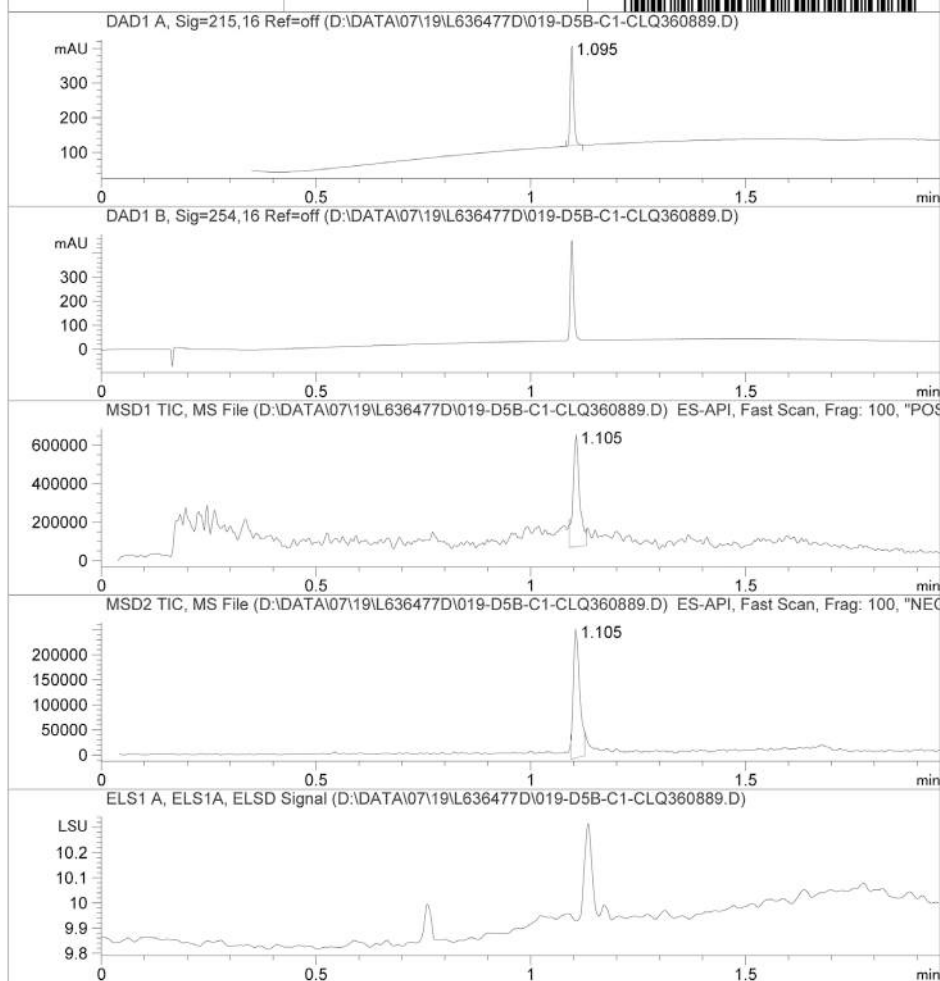 DAD1 A, Sig=215,16 Ref=off (D:\DATA\07\19\L636477D\019-D5B-C1-CLQ360889.D)
mAU
1.095
300
200
100
0 0.5 1 1.5 min
DAD1 B, Sig=254,16 Ref=off (D:\DATA\07\19\L636477D\019-D5B-C1-CLQ360889.D)
mAU
300
200
100
0
0 0.5 1 1.5 min
MSD1 TIC, MS File (D:\DATA\07\19\L636477D\019-D5B-C1-CLQ360889.D) ES-API, Fast Scan, Frag: 100, "POS
600000
1.105
400000
200000
0
0 0.5 1 1.5 min
MSD2 TIC, MS File (D:\DATA\07\19\L636477D\019-D5B-C1-CLQ360889.D) ES-API, Fast Scan, Frag: 100, "NEG
1.105
200000
150000
100000
50000
0
0 0.5 1 1.5 min
ELS1 A, ELS1A, ELSD Signal (D:\DATA\07\19\L636477D\019-D5B-C1-CLQ360889.D)
LSU
10.2
10.1
10
9.9
9.8
0 0.5 1 1.5 min